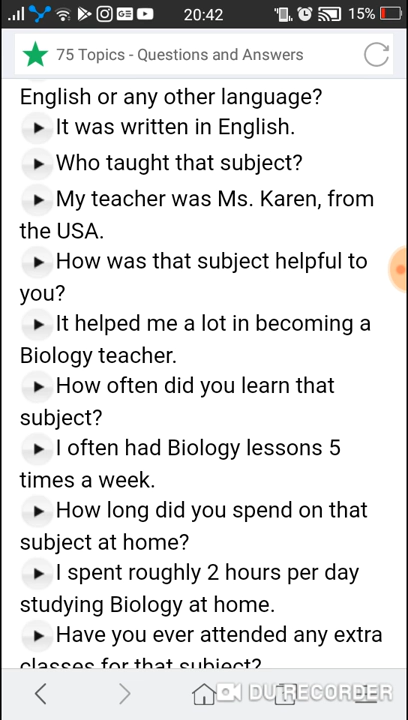 20:42
15%
75 Topics - Questions and Answers
English or any other language?
It was written in English.
Who taught that subject?
My teacher was Ms. Karen, from
the USA.
How was that subject helpful to
you?
It helped me a lot in becoming a
Biology teacher.
How often did you learn that
subject?
I often had Biology lessons 5
times a week.
How long did you spend on that
subject at home?
I spent roughly 2 hours per day
studying Biology at home.
Have you ever attended any extra
classes for that subject?
DU RECORDER